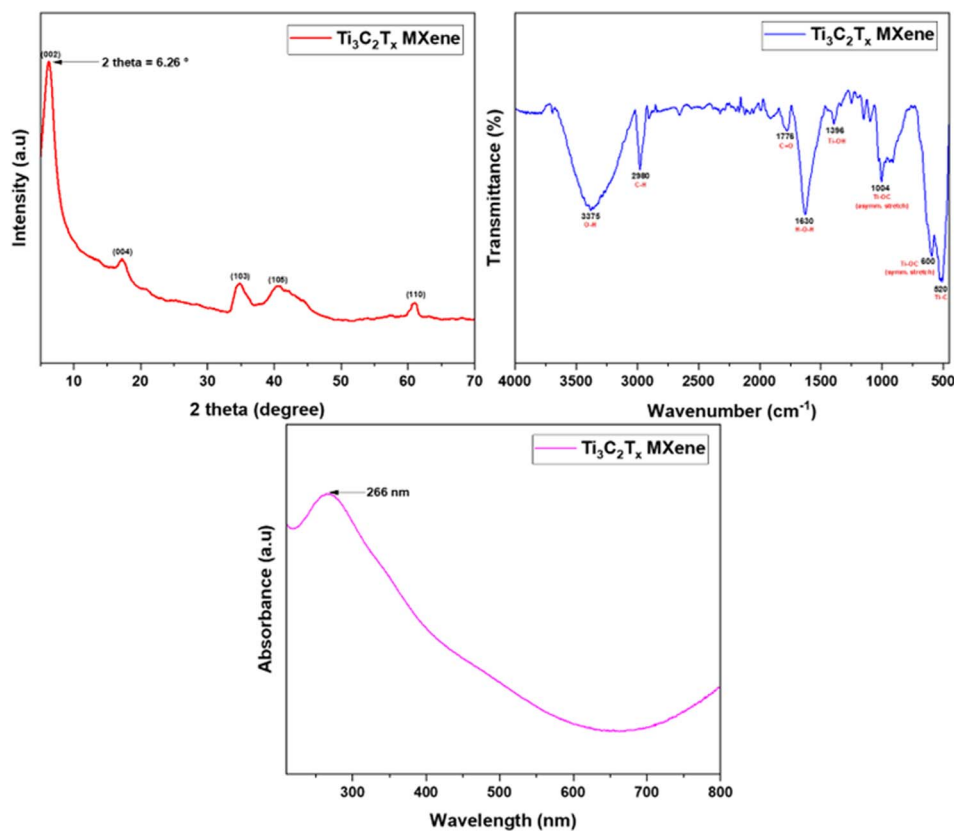 Ti₃C₂Tₓ MXene
(002)
2 theta = 6.26 °
(004)
(103)
(105)
(110)
Intensity (a.u)
10 20 30 40 50 60 70
2 theta (degree)
Ti₃C₂Tₓ MXene
Transmittance (%)
3375
O-H
2980
C-H
1776
C=O
1630
H-O-H
1396
Ti-OH
1004
Ti-OC
(asymm. stretch)
600
Ti-OC
(symm. stretch)
520
Ti-C
4000 3500 3000 2500 2000 1500 1000 500
Wavenumber (cm⁻¹)
Ti₃C₂Tₓ MXene
266 nm
Absorbance (a.u)
300 400 500 600 700 800
Wavelength (nm)